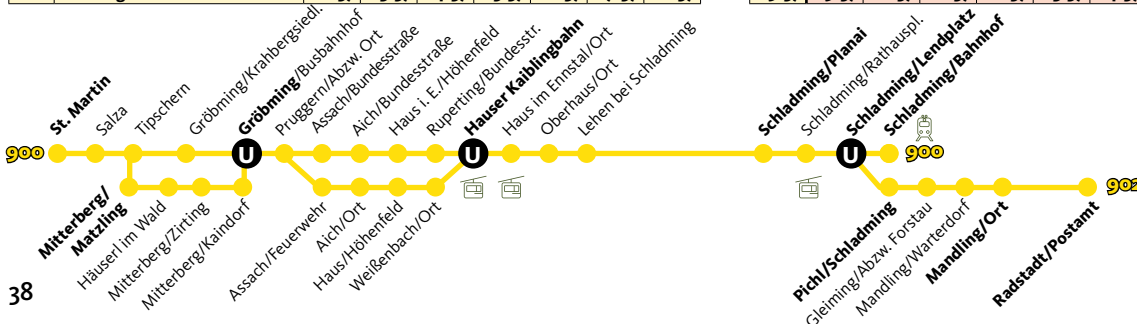 St. Martin
Salza
Tipschern
Gröbming/Krahbergsiedl.
Gröbming/Busbahnhof
Pruggern/Abzw. Ort
Assach/Bundesstraße
Aich/Bundesstraße
Haus i. E./Höhenfeld
Ruperting/Bundesstr.
Hauser Kaiblingbahn
Haus im Ennstal/Ort
Oberhaus/Ort
Lehen bei Schladming
Schladming/Planai
Schladming/Rathauspl.
Schladming/Lendplatz
Schladming/Bahnhof
900
U
U
U
900
902
Mitterberg/
Matzling
Häuserl im Wald
Mitterberg/Zirting
Mitterberg/Kaindorf
Assach/Feuerwehr
Aich/Ort
Haus/Höhenfeld
Weißenbach/Ort
Pichl/Schladming
Gleiming/Abzw. Forstau
Mandling/Warterdorf
Mandling/Ort
Radstadt/Postamt
38